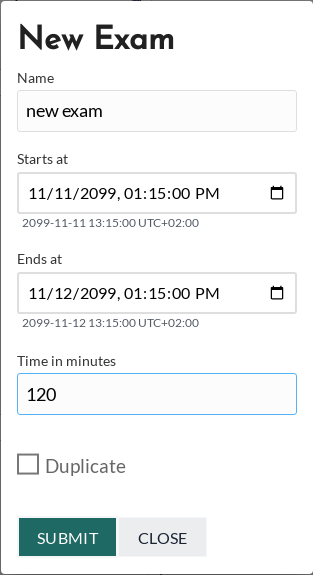 New Exam
Name
new exam
Starts at
11/11/2099, 01:15:00 PM
2099-11-11 13:15:00 UTC+02:00
Ends at
11/12/2099, 01:15:00 PM
2099-11-12 13:15:00 UTC+02:00
Time in minutes
120
Duplicate
SUBMIT CLOSE